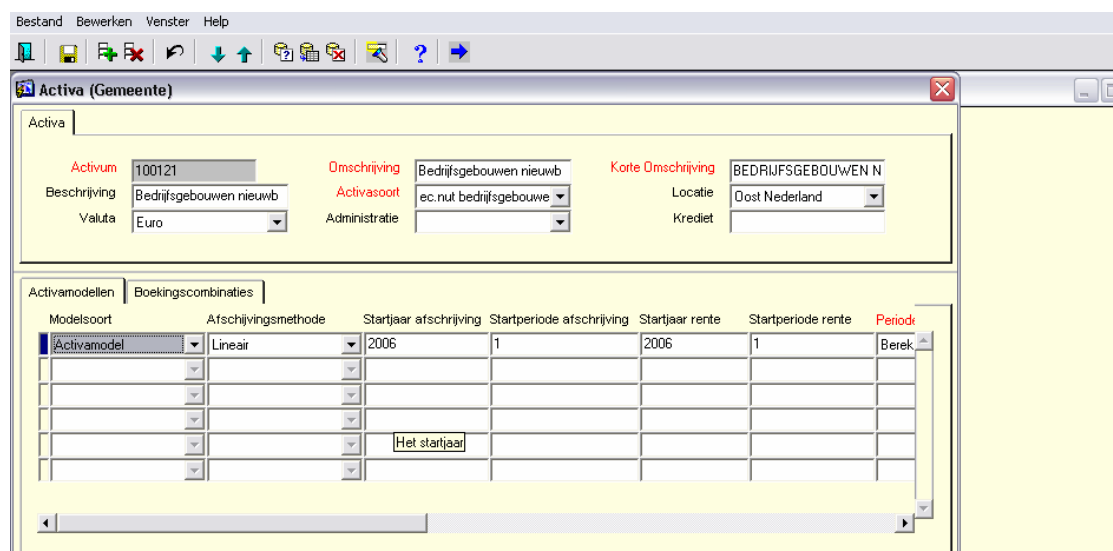 Bestand Bewerken Venster Help
Activa (Gemeente)
Activa
Activum 100121 Omschrijving Bedrijfsgebouwen nieuwb Korte Omschrijving BEDRIJFSGEBOUWEN N
Beschrijving Bedrijfsgebouwen nieuwb Activasoort ec.nut bedrijfsgebouwe Locatie Oost Nederland
Valuta Euro Administratie Krediet
Activamodellen Boekingscombinaties
Modelsoort Afschijvingsmethode Startjaar afschrijving Startperiode afschrijving Startjaar rente Startperiode rente Periode
Activamodel Lineair 2006 1 2006 1 Berek
Het startjaar